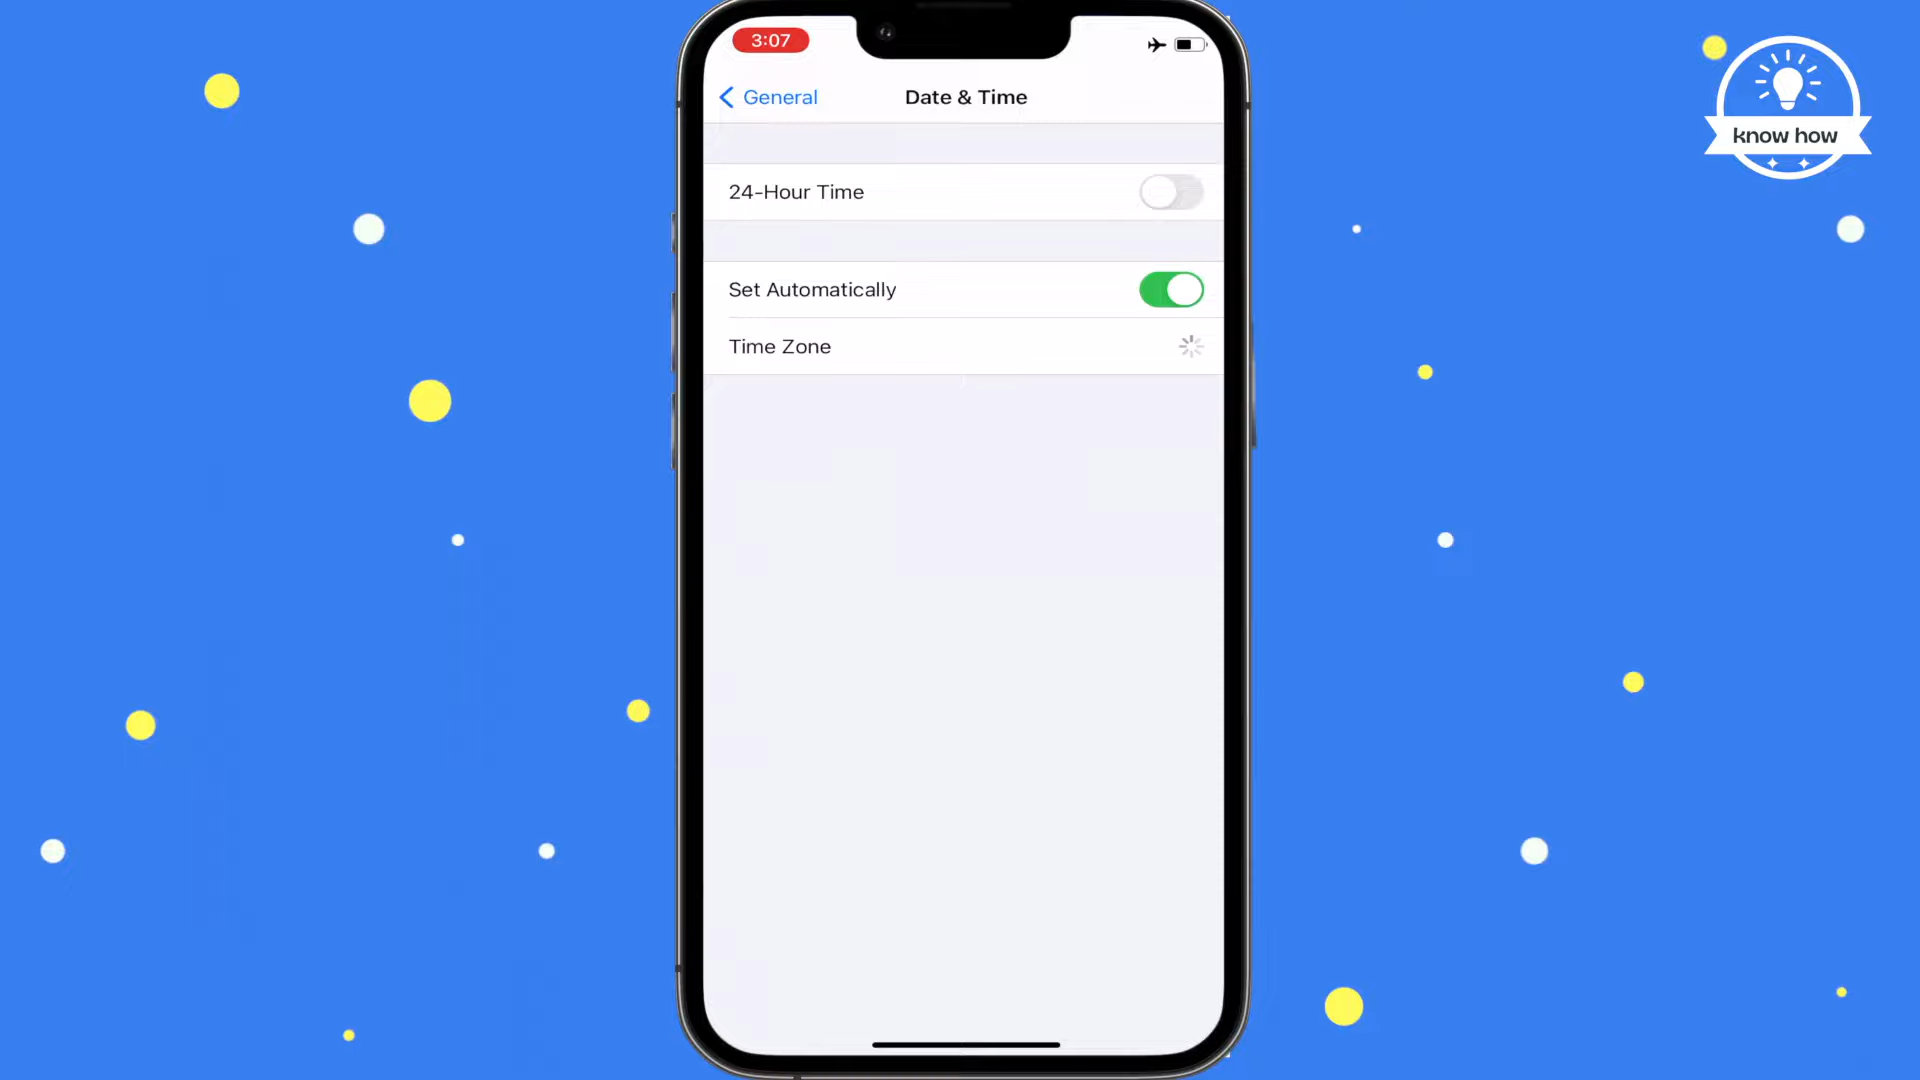 3:07
General
Date & Time
know how
24-Hour Time
Set Automatically
Time Zone